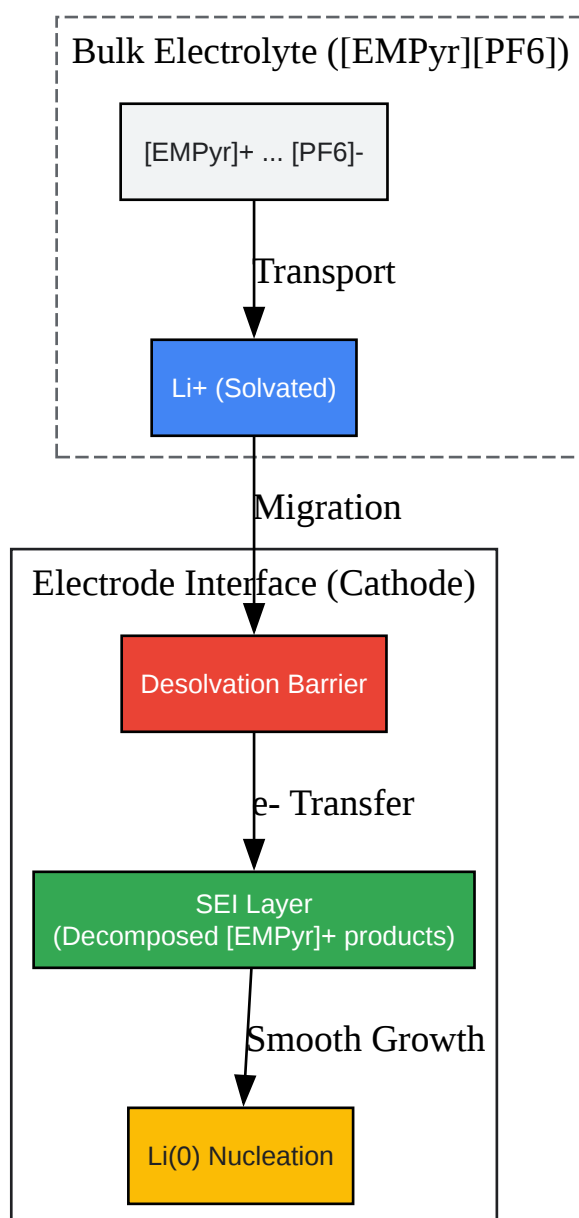 Bulk Electrolyte ([EMPyr][PF6])
[EMPyr]+ ... [PF6]-
Transport
Li+ (Solvated)
Migration
Electrode Interface (Cathode)
Desolvation Barrier
e- Transfer
SEI Layer
(Decomposed [EMPyr]+ products)
Smooth Growth
Li(0) Nucleation